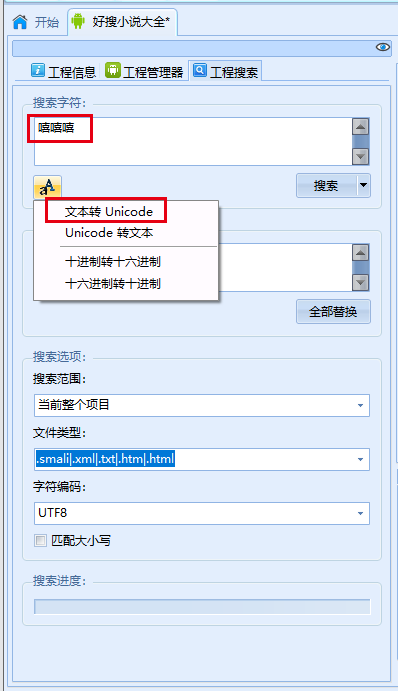 开始 好搜小说大全*
工程信息 工程管理器 工程搜索
搜索字符:
嘻嘻嘻
aA 搜索
文本转 Unicode
Unicode 转文本
十进制转十六进制
十六进制转十进制
全部替换
搜索选项:
搜索范围:
当前整个项目
文件类型:
.smali|.xml|.txt|.htm|.html
字符编码:
UTF8
匹配大小写
搜索进度: